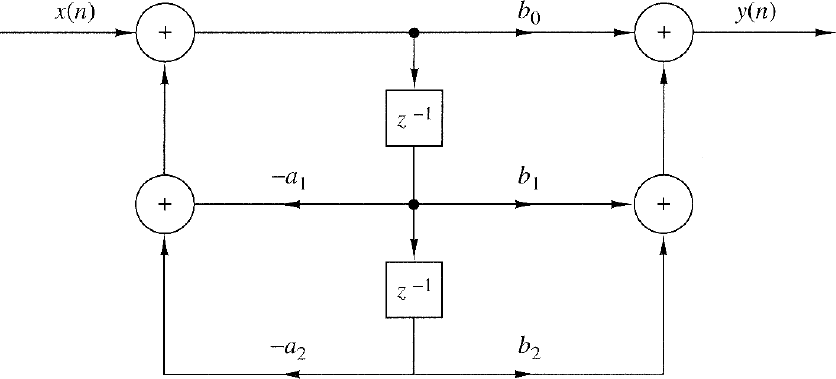 x(n) + b₀ + y(n)
z⁻¹
+ −a₁ b₁ +
z⁻¹
−a₂ b₂